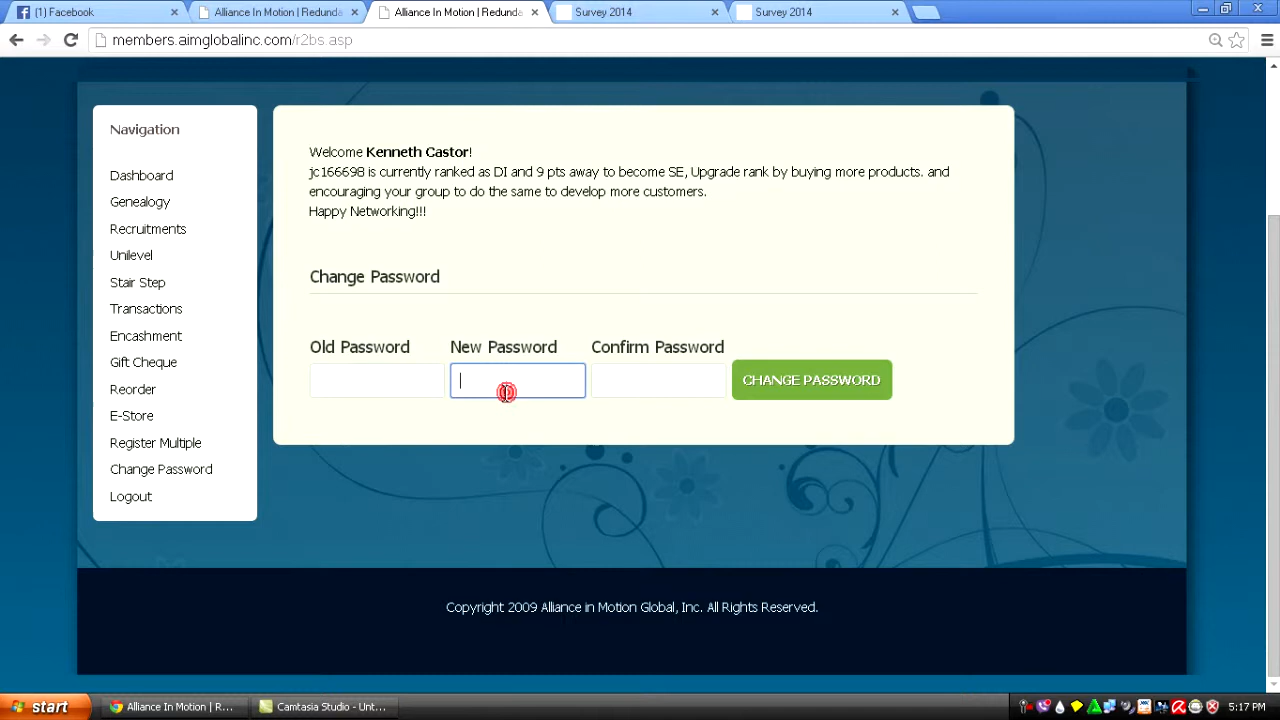 (1) Facebook
Alliance In Motion | Redunda
Alliance In Motion | Redunda
Survey 2014
Survey 2014
members.aimglobalinc.com/r2bs.asp
Navigation
Dashboard
Genealogy
Recruitments
Unilevel
Stair Step
Transactions
Encashment
Gift Cheque
Reorder
E-Store
Register Multiple
Change Password
Logout
Welcome Kenneth Castor!
jc166698 is currently ranked as DI and 9 pts away to become SE, Upgrade rank by buying more products. and
encouraging your group to do the same to develop more customers.
Happy Networking!!!
Change Password
Old Password
New Password
Confirm Password
CHANGE PASSWORD
Copyright 2009 Alliance in Motion Global, Inc. All Rights Reserved.
start
Alliance In Motion | R...
Camtasia Studio - Unt...
5:17 PM